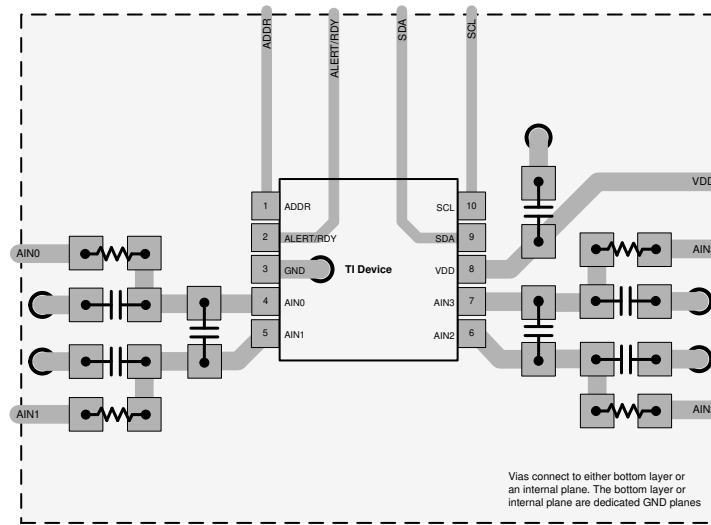 ADDR
ALERT/RDY
SDA
SCL
VDD
1 ADDR
SCL 10
2 ALERT/RDY
SDA 9
AIN0
AIN
3 GND
TI Device
VDD 8
4 AIN0
AIN3 7
5 AIN1
AIN2 6
AIN1
AIN
Vias connect to either bottom layer or
an internal plane. The bottom layer or
internal plane are dedicated GND planes